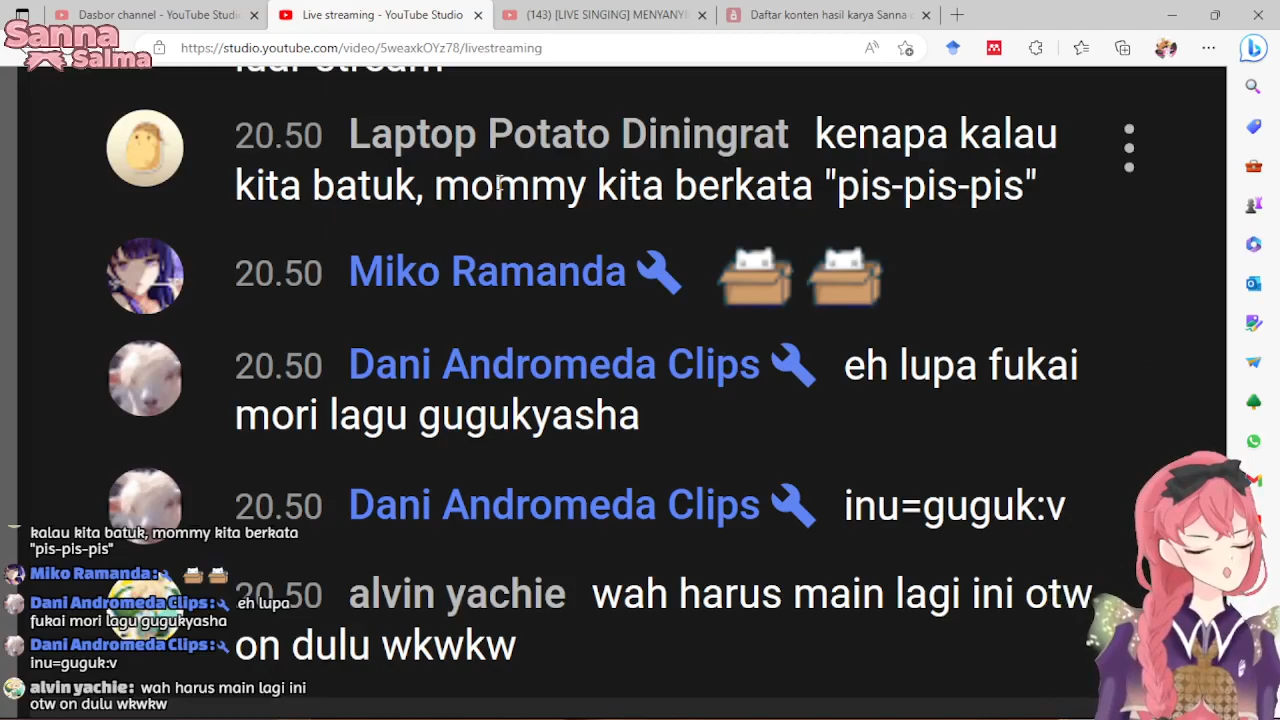 Dasbor channel - YouTube Studi
Live streaming - YouTube Studio
(143) [LIVE SINGING] MENYANYI
Daftar konten hasil karya Sanna
Sanna
Salma
https://studio.youtube.com/video/5weaxkOYz78/livestreaming
20.50 Laptop Potato Diningrat kenapa kalau
kita batuk, mommy kita berkata "pis-pis-pis"
20.50 Miko Ramanda
20.50 Dani Andromeda Clips eh lupa fukai
mori lagu gugukyasha
20.50 Dani Andromeda Clips inu=guguk:v
20.50 alvin yachie wah harus main lagi ini otw
on dulu wkwkw
kalau kita batuk, mommy kita berkata
"pis-pis-pis"
Miko Ramanda:
Dani Andromeda Clips: eh lupa
fukai mori lagu gugukyasha
Dani Andromeda Clips:
inu=guguk:v
alvin yachie: wah harus main lagi ini
otw on dulu wkwkw